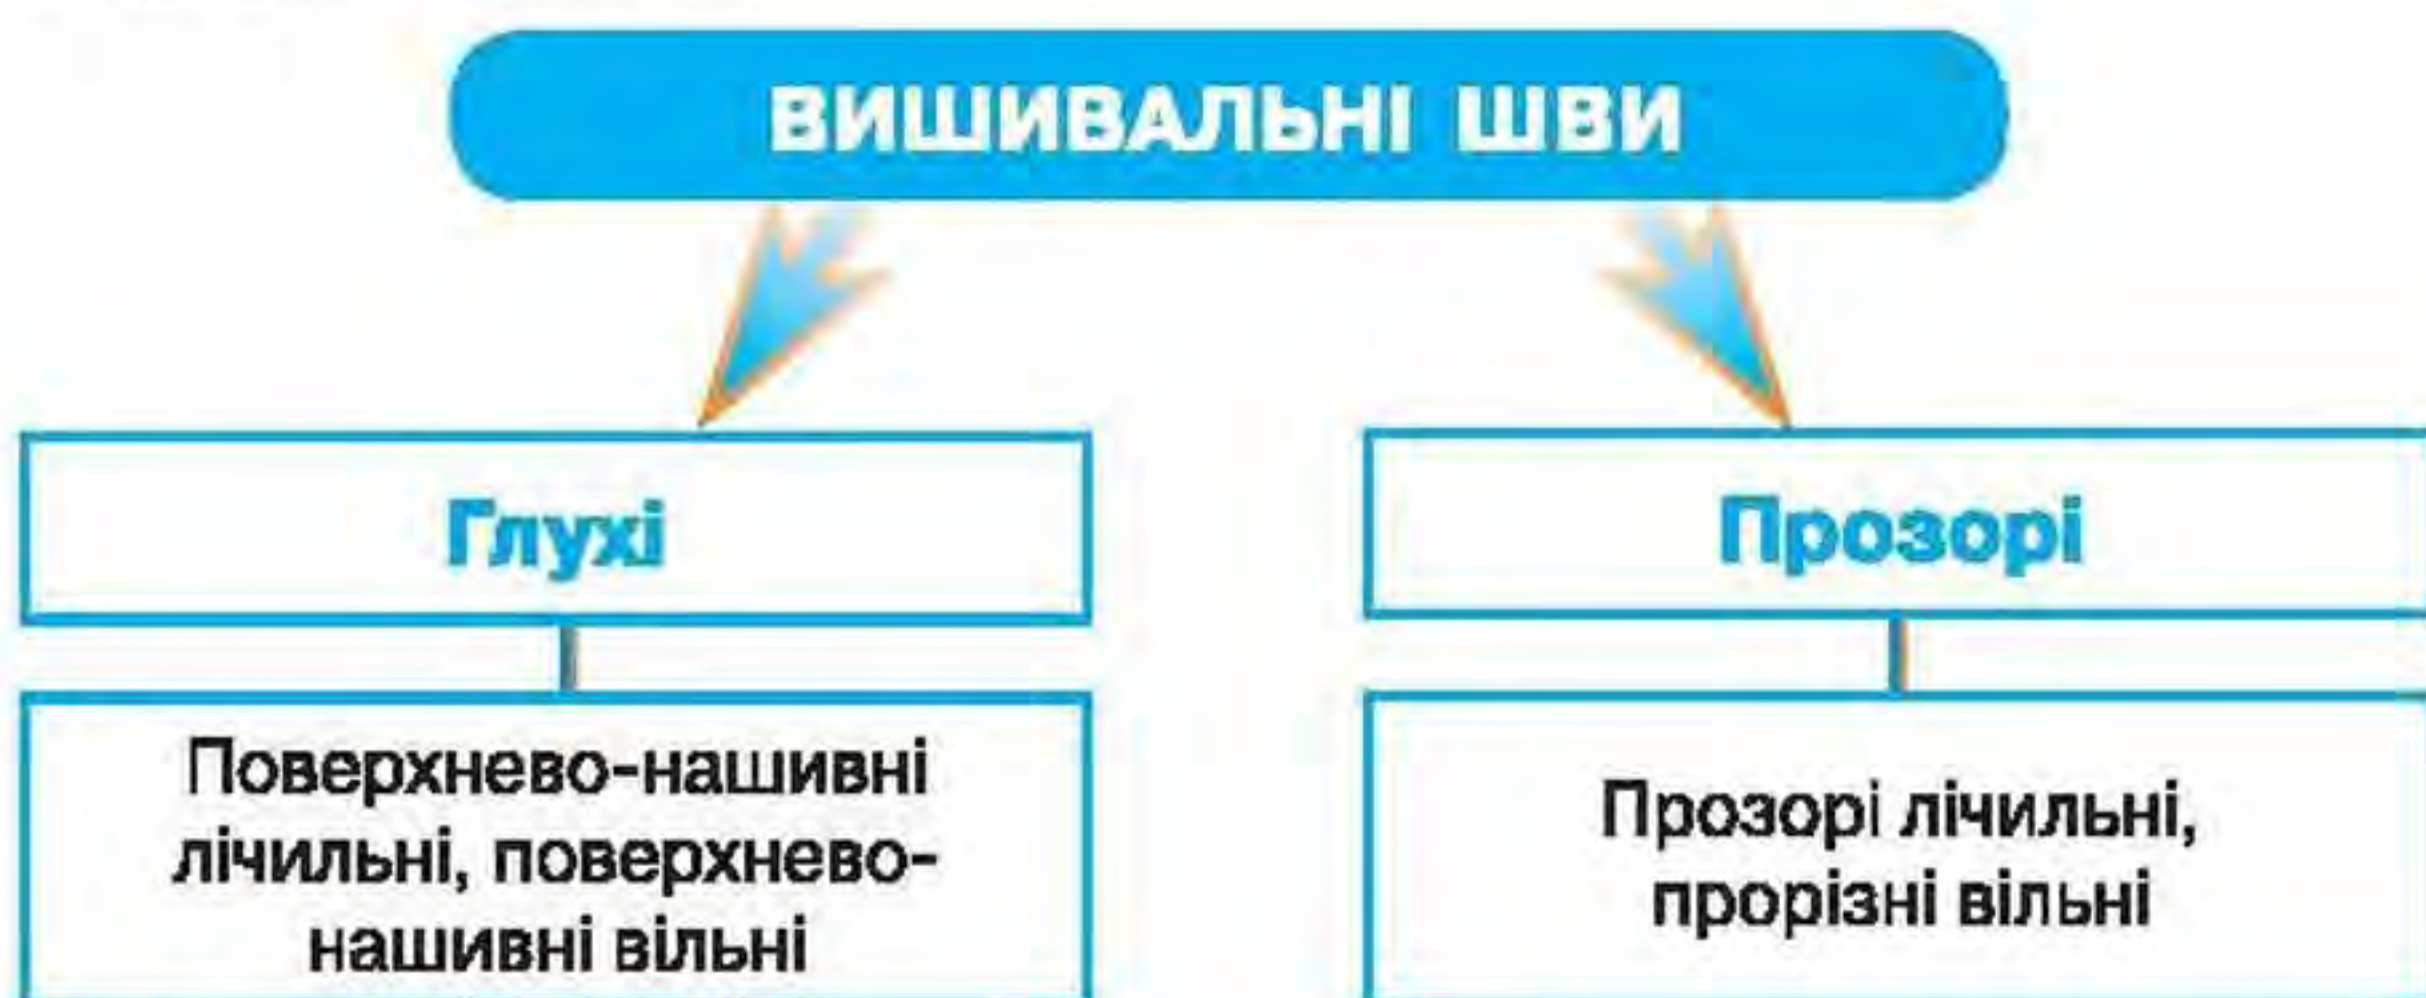 ВИШИВАЛЬНІ ШВИ
Глухі
Прозорі
Поверхнево-нашивні
лічильні, поверхнево-
нашивні вільні
Прозорі лічильні,
прорізні вільні